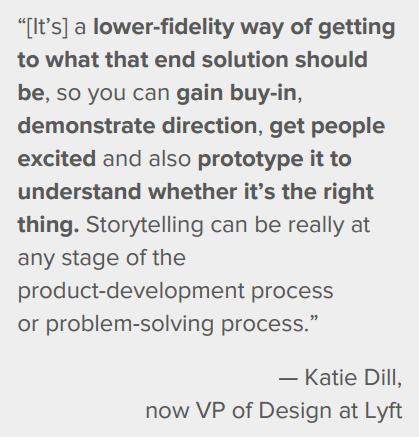 “[It’s] a lower-fidelity way of getting
to what that end solution should
be, so you can gain buy-in,
demonstrate direction, get people
excited and also prototype it to
understand whether it’s the right
thing. Storytelling can be really at
any stage of the
product-development process
or problem-solving process.”
— Katie Dill,
now VP of Design at Lyft